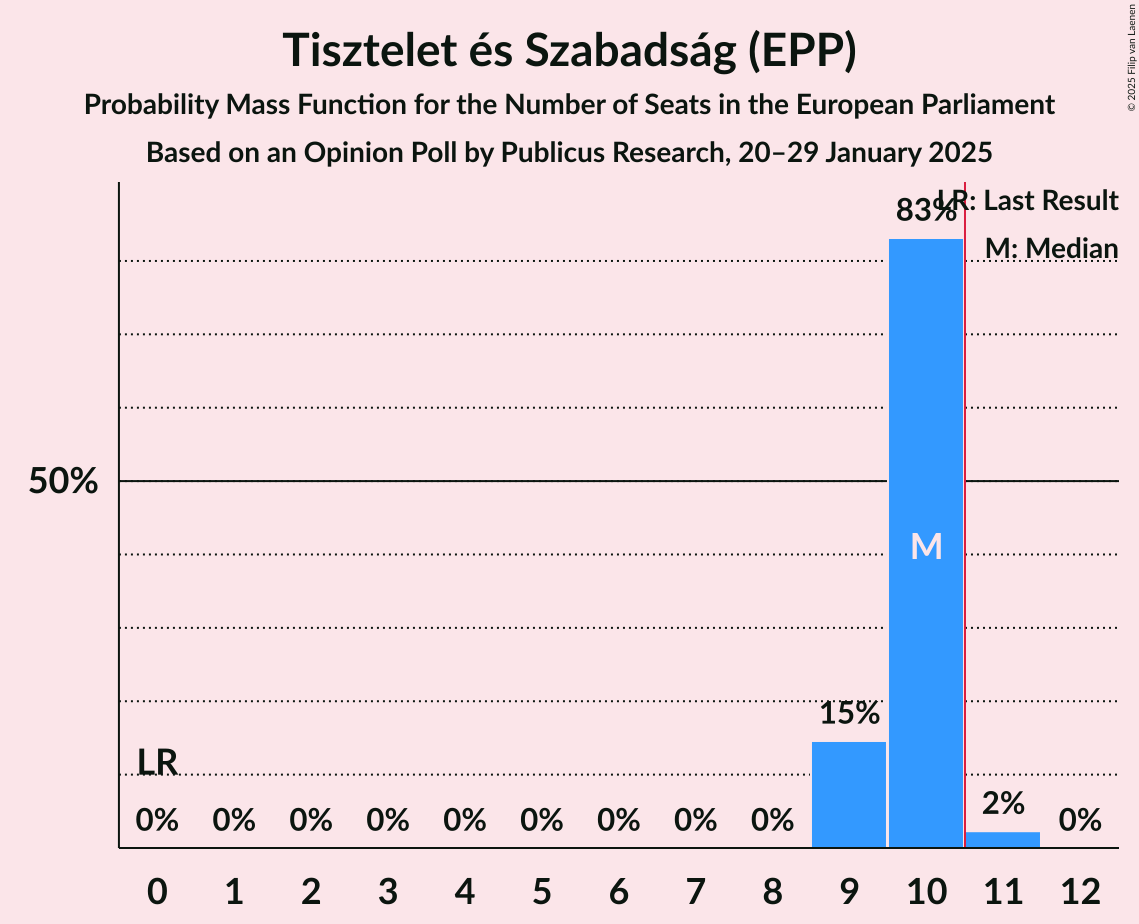 Tisztelet és Szabadság (EPP)
Probability Mass Function for the Number of Seats in the European Parliament
Based on an Opinion Poll by Publicus Research, 20–29 January 2025
© 2025 Filip van Laenen
LR: Last Result
M: Median
83%
50%
M
15%
LR
2%
0% 0% 0% 0% 0% 0% 0% 0% 0% 0%
0 1 2 3 4 5 6 7 8 9 10 11 12